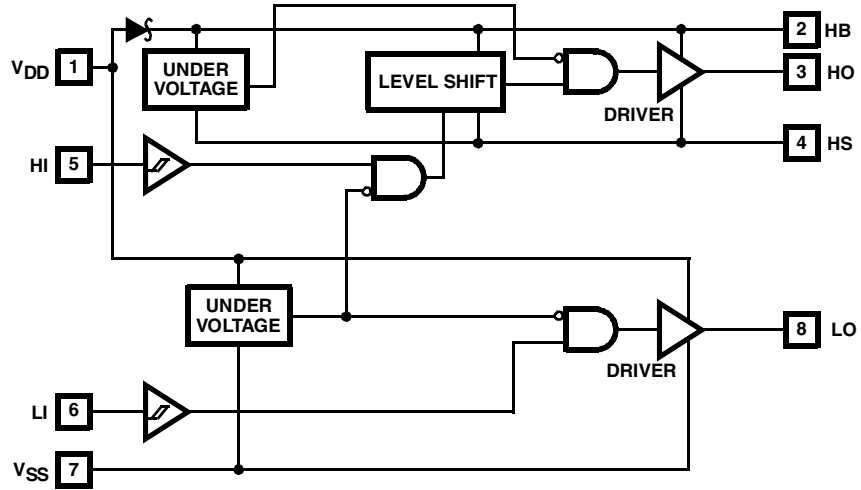 2 HB
VDD 1
UNDER
VOLTAGE
LEVEL SHIFT
3 HO
DRIVER
4 HS
HI 5
UNDER
VOLTAGE
8 LO
DRIVER
LI 6
VSS 7